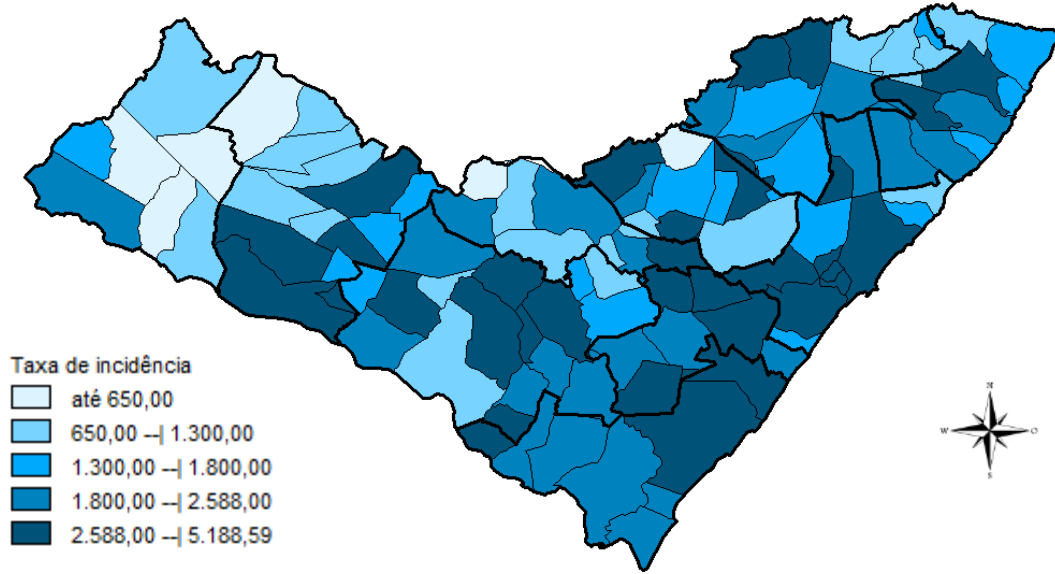 Taxa de incidência
até 650,00
650,00 --| 1.300,00
1.300,00 --| 1.800,00
1.800,00 --| 2.588,00
2.588,00 --| 5.188,59
N
W O
S